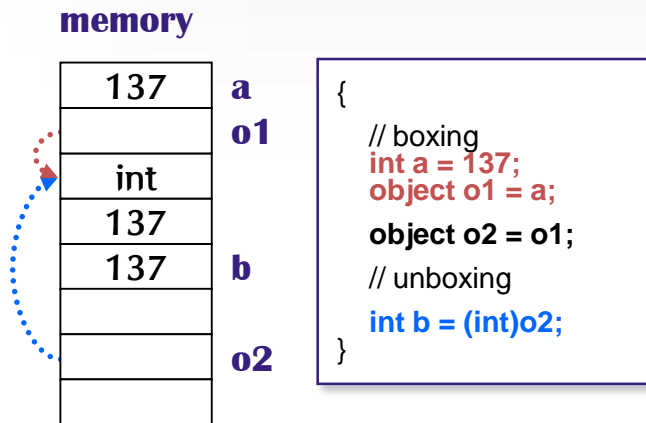 memory
137 a
o1
int
137
137 b
o2
{
// boxing
int a = 137;
object o1 = a;
object o2 = o1;
// unboxing
int b = (int)o2;
}